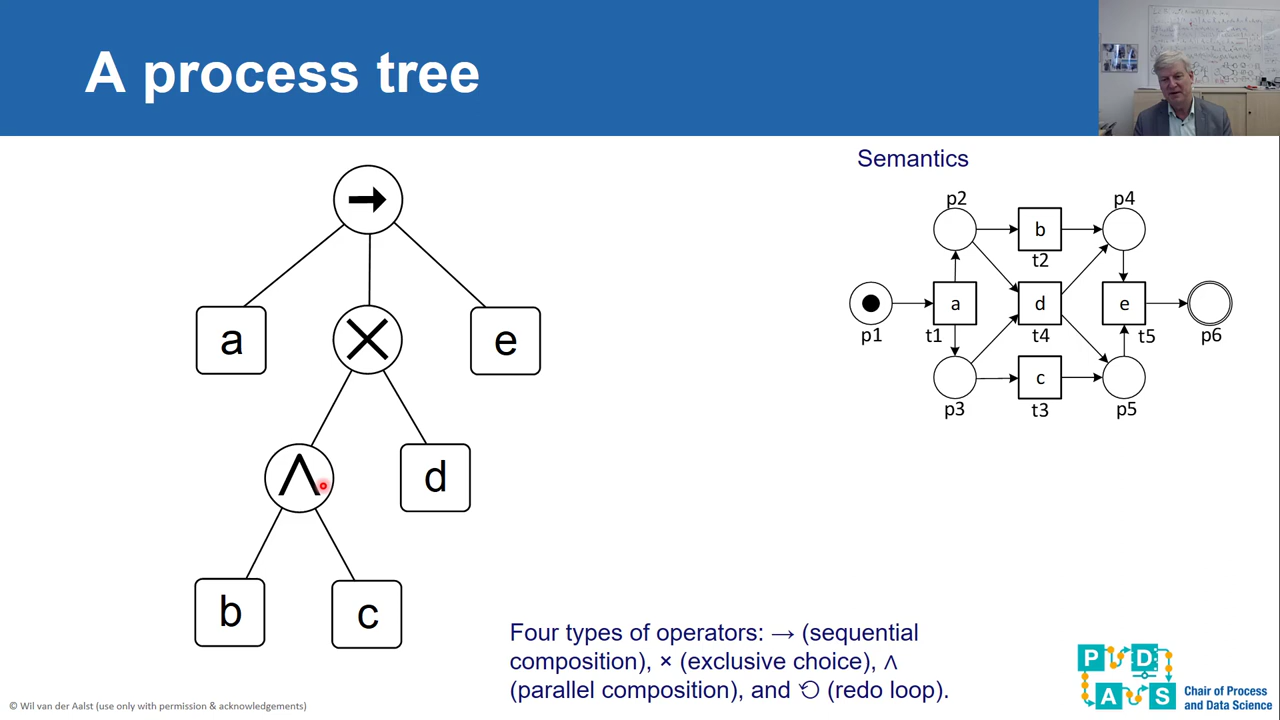 A process tree
→
a
×
e
∧
d
b
c
Semantics
p2
p4
b
t2
a
d
e
p1
t1
t4
t5
p6
c
p3
t3
p5
Four types of operators: → (sequential
composition), × (exclusive choice), ∧
(parallel composition), and ⟲ (redo loop).
© Wil van der Aalst (use only with permission & acknowledgements)
P D
A S
Chair of Process
and Data Science